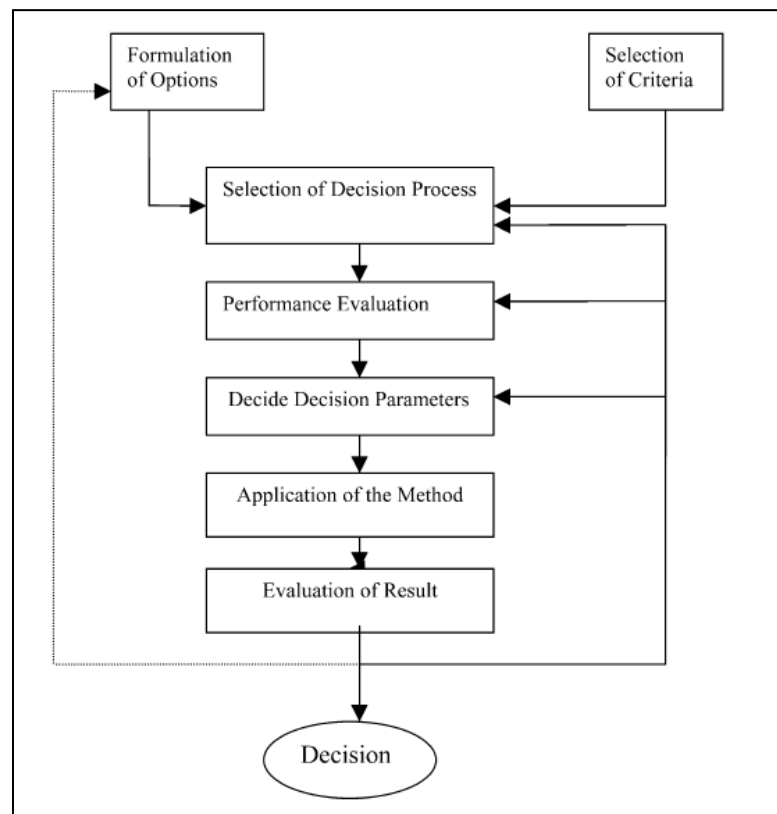 Formulation
of Options
Selection
of Criteria
Selection of Decision Process
Performance Evaluation
Decide Decision Parameters
Application of the Method
Evaluation of Result
Decision